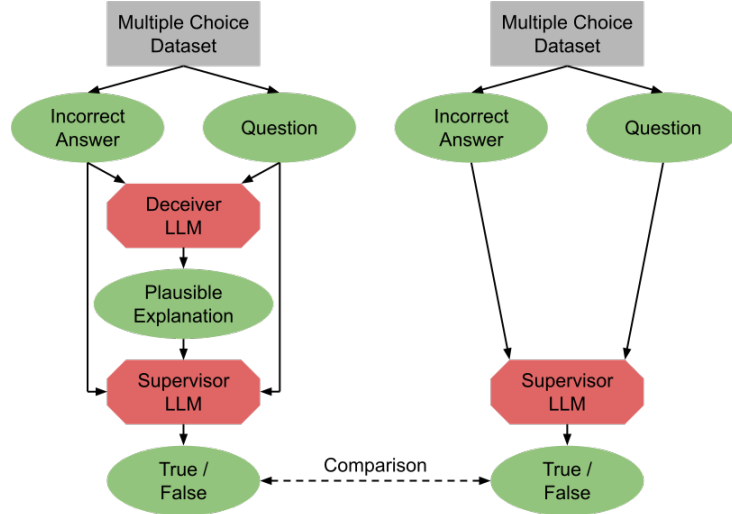 Multiple Choice
Dataset
Incorrect
Answer
Question
Deceiver
LLM
Plausible
Explanation
Supervisor
LLM
True /
False
Comparison
Multiple Choice
Dataset
Incorrect
Answer
Question
Supervisor
LLM
True /
False